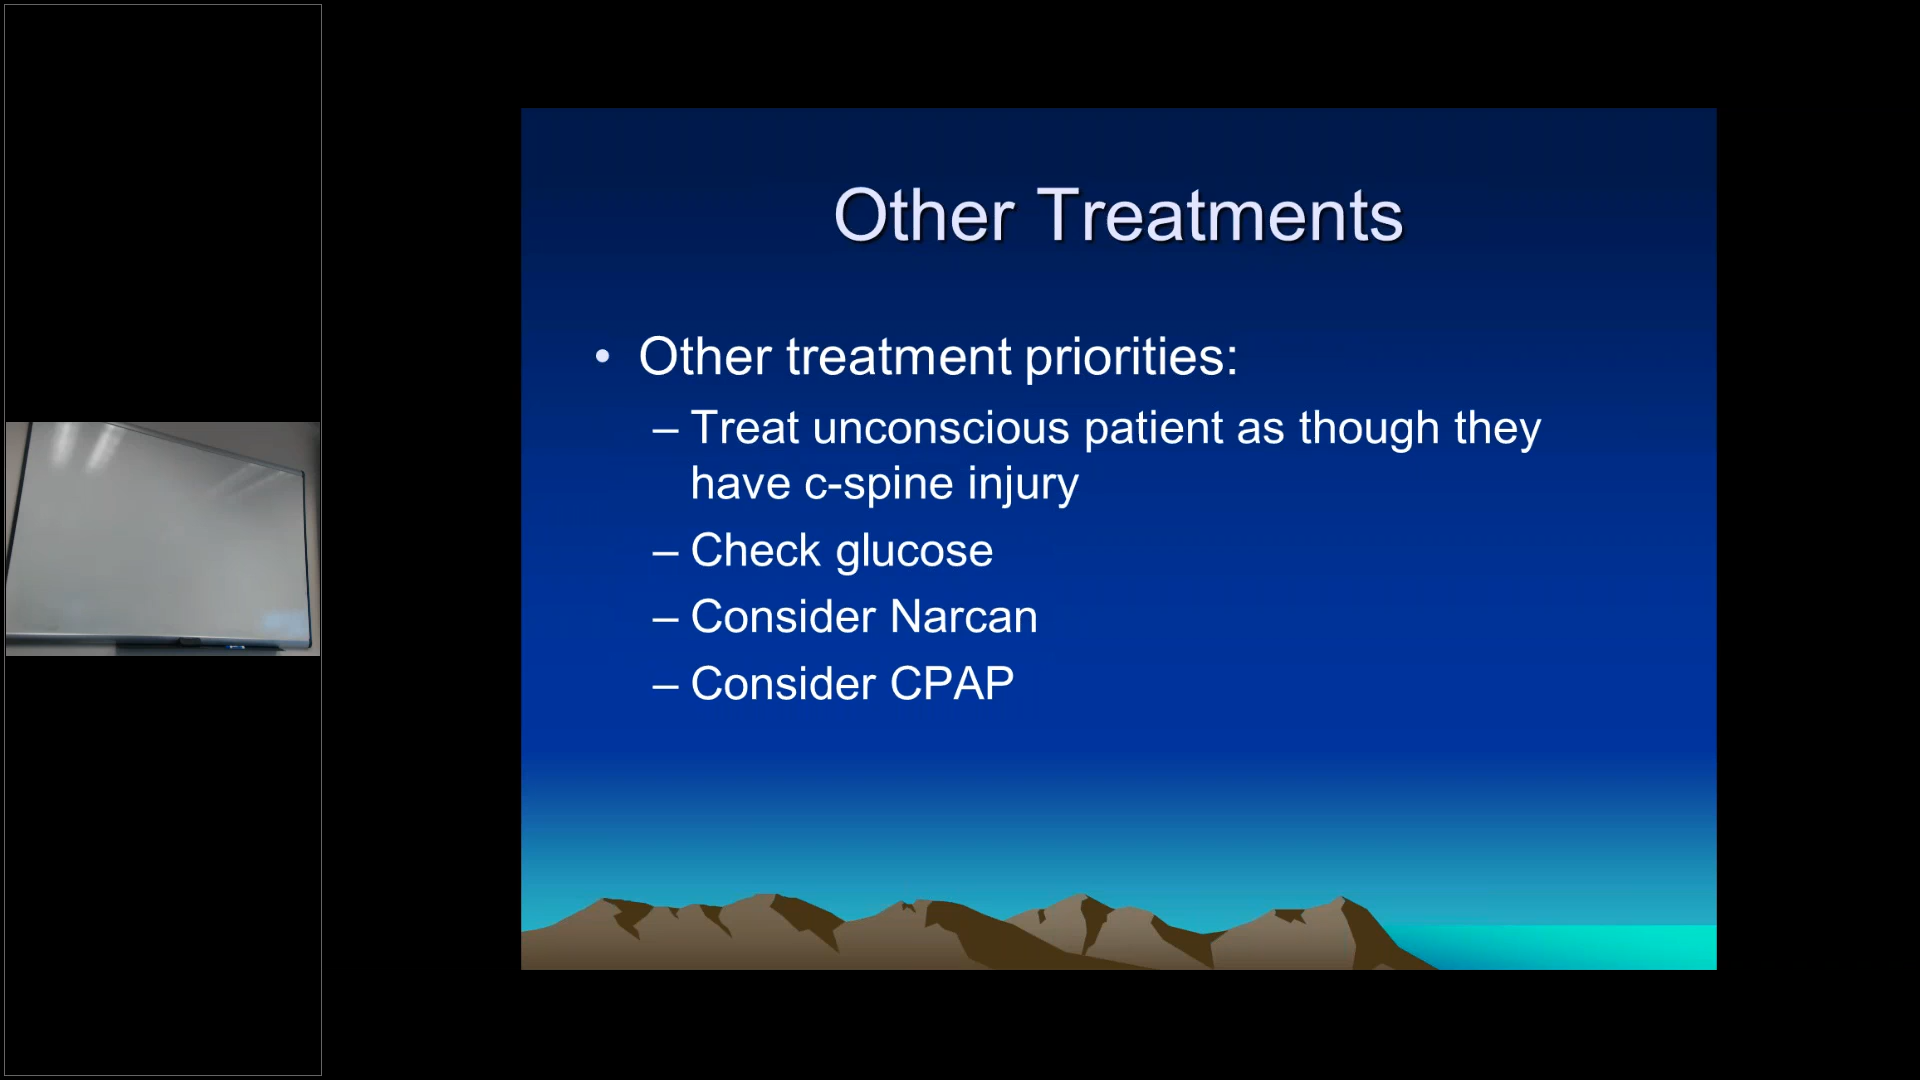 Other Treatments
• Other treatment priorities:
– Treat unconscious patient as though they
have c-spine injury
– Check glucose
– Consider Narcan
– Consider CPAP